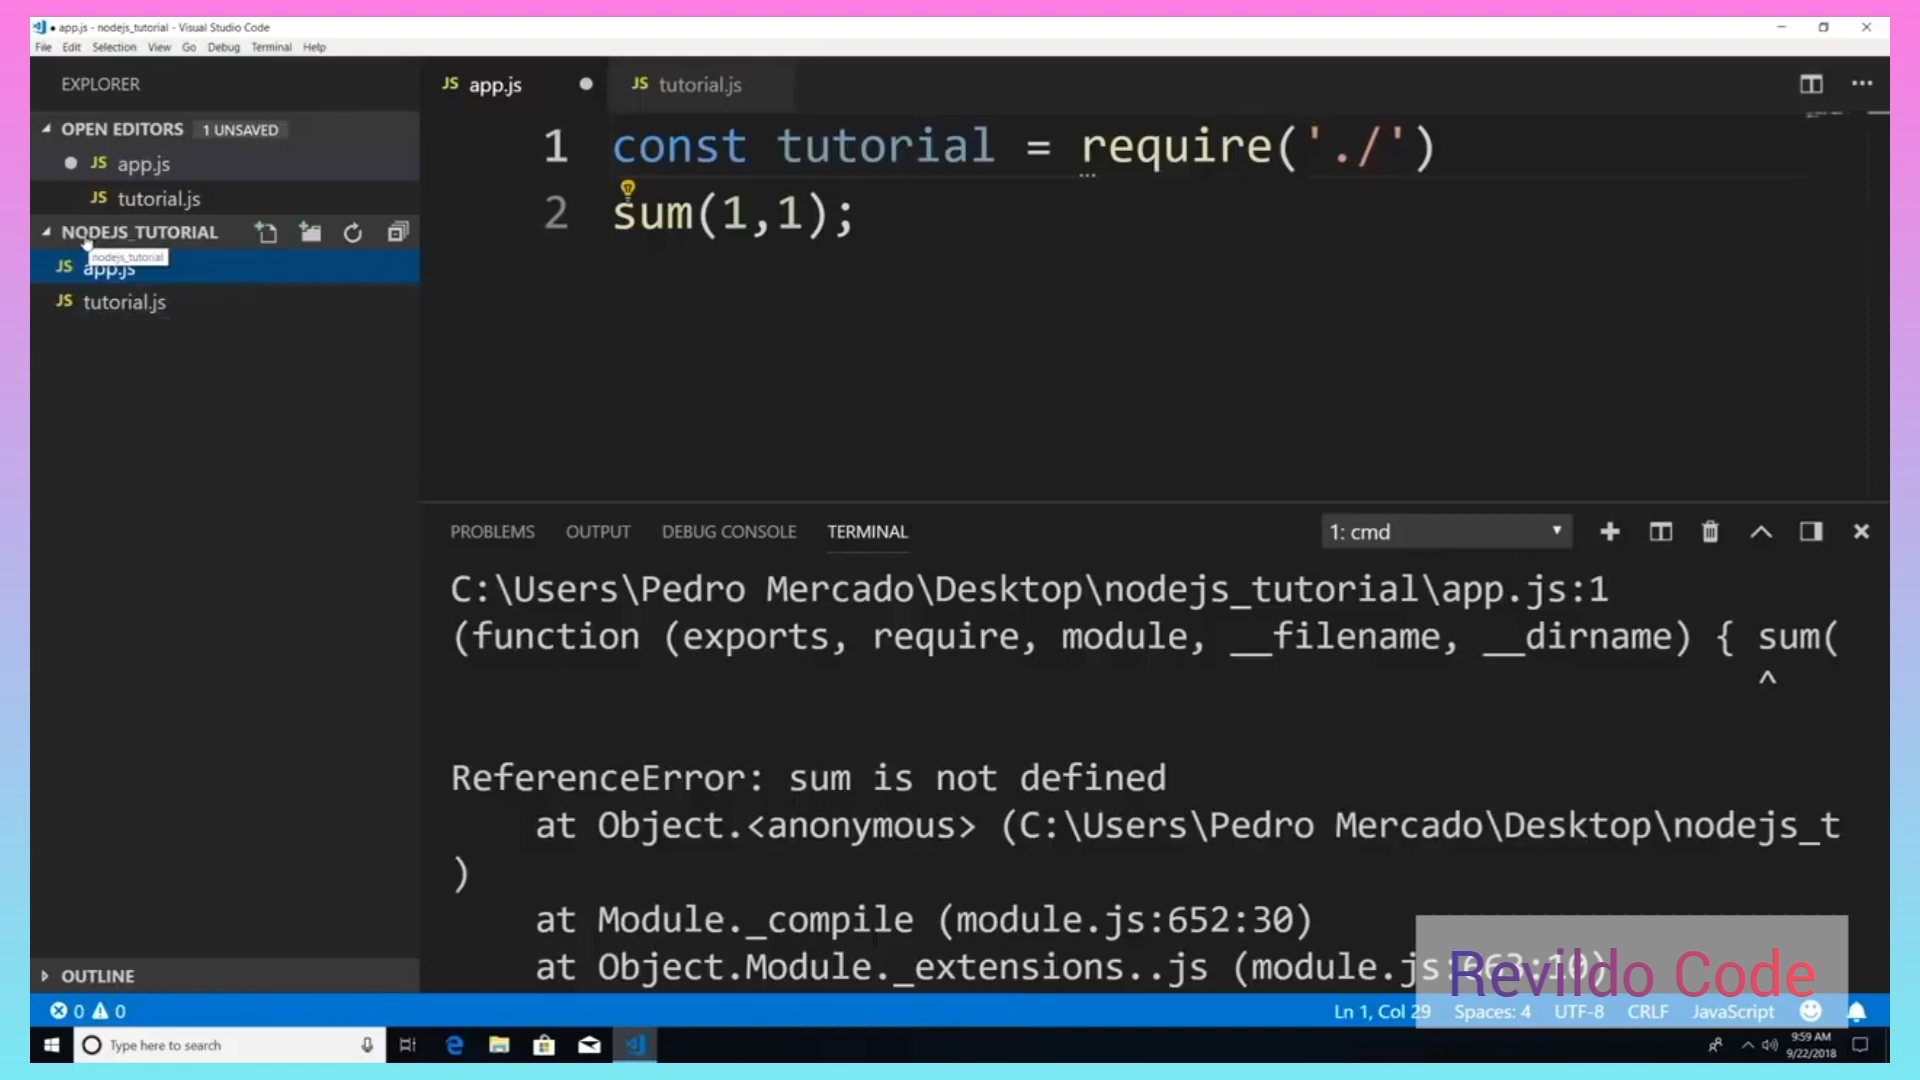 app.js - nodejs_tutorial - Visual Studio Code
File Edit Selection View Go Debug Terminal Help
EXPLORER
OPEN EDITORS 1 UNSAVED
JS app.js
JS tutorial.js
NODEJS_TUTORIAL
nodejs_tutorial
JS app.js
JS tutorial.js
OUTLINE
JS app.js
JS tutorial.js
1 const tutorial = require('./')
2 sum(1,1);
PROBLEMS OUTPUT DEBUG CONSOLE TERMINAL
1: cmd
C:\Users\Pedro Mercado\Desktop\nodejs_tutorial\app.js:1
(function (exports, require, module, __filename, __dirname) { sum(
^
ReferenceError: sum is not defined
at Object.<anonymous> (C:\Users\Pedro Mercado\Desktop\nodejs_t
)
at Module._compile (module.js:652:30)
at Object.Module._extensions..js (module.js:663:10)
Revildo Code
0 0
Ln 1, Col 29 Spaces: 4 UTF-8 CRLF JavaScript
Type here to search
9:59 AM
9/22/2018